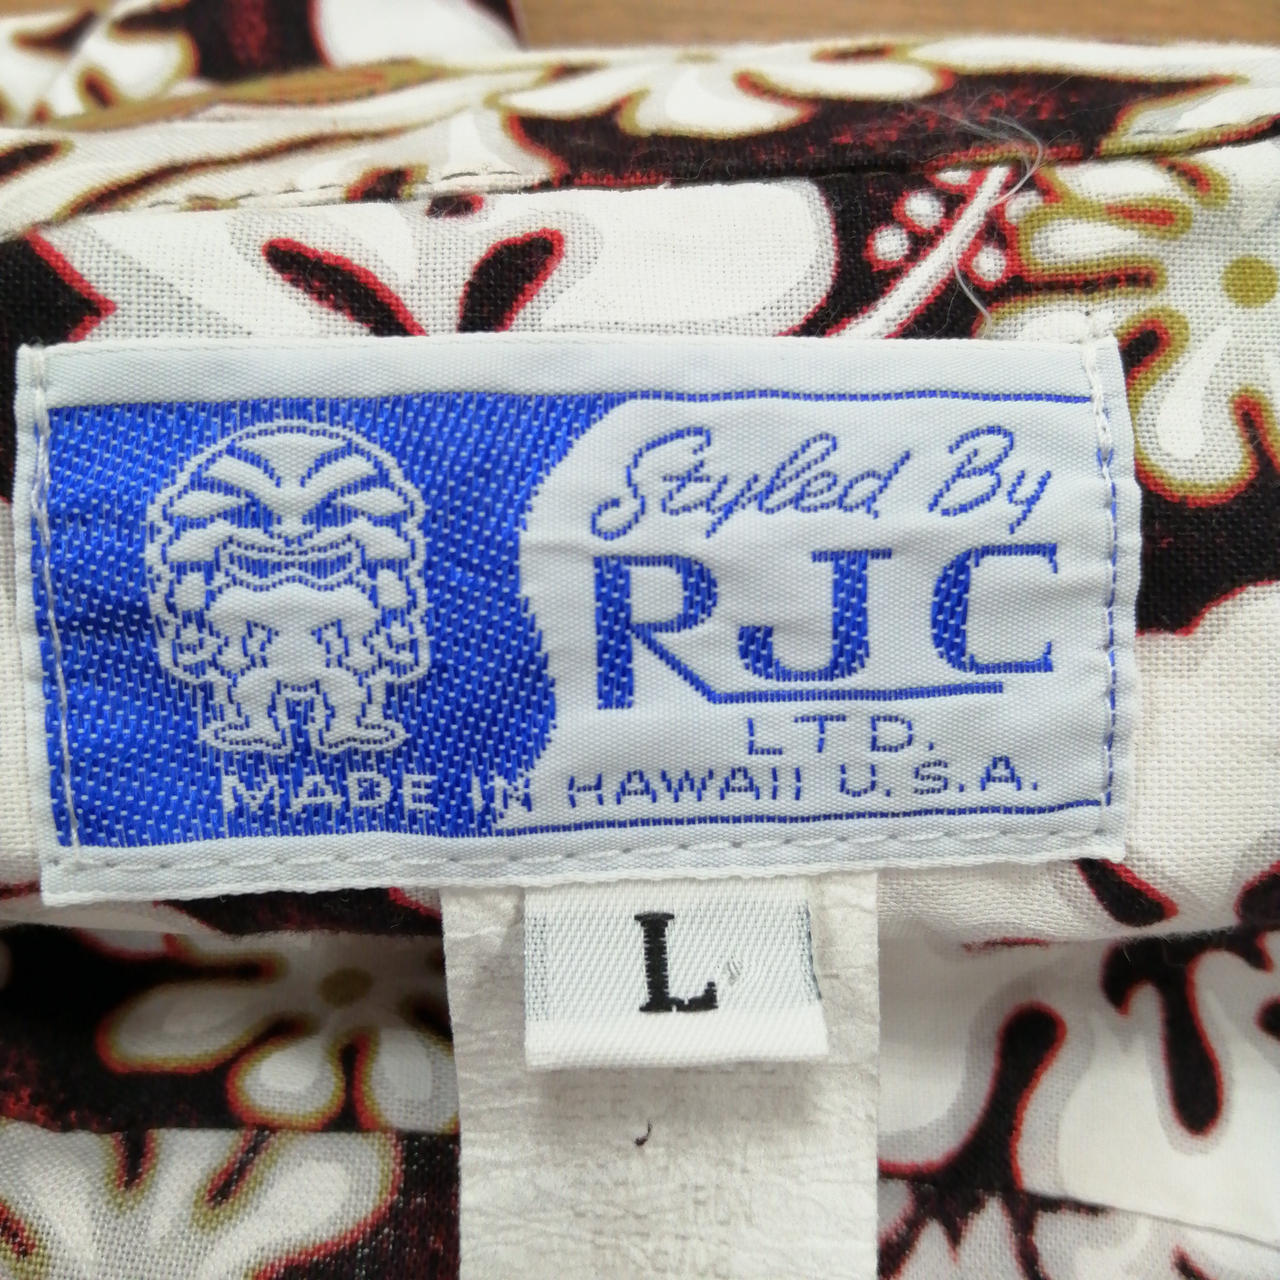 Styled By
RJC
LTD.
MADE IN HAWAII U.S.A.
L